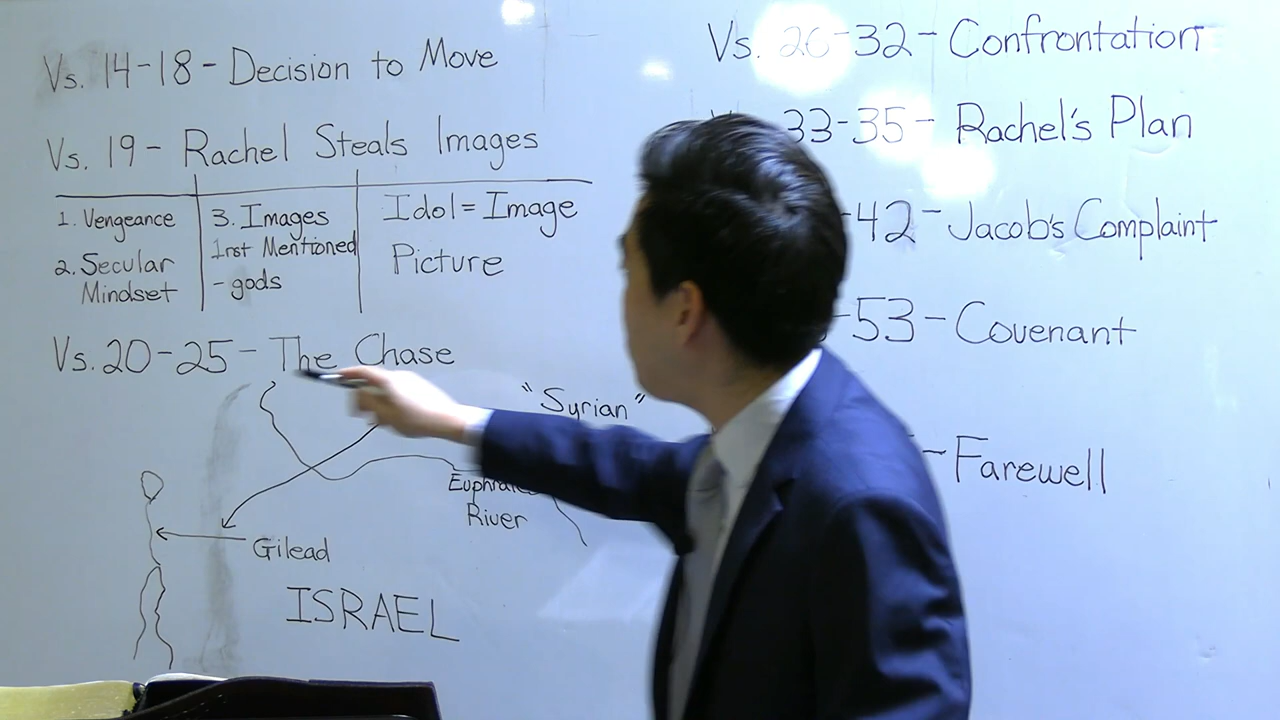 Vs. 14-18 - Decision to Move
Vs. 19 - Rachel Steals Images
1. Vengeance
2. Secular
Mindset
3. Images
1rst Mentioned
- gods
Idol = Image
Picture
Vs. 20-25 - The Chase
"Syrian"
River
Gilead
ISRAEL
Vs. 26-32 - Confrontation
33-35 - Rachel's Plan
-42 - Jacob's Complaint
-53 - Covenant
- Farewell